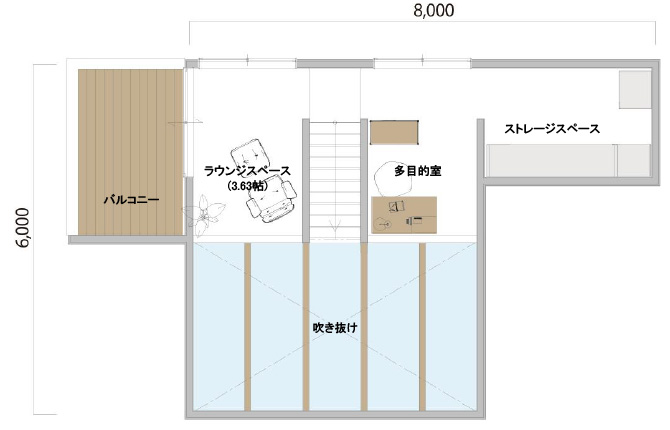 8,000
6,000
バルコニー
ラウンジスペース
(3.63帖)
多目的室
ストレージスペース
吹き抜け